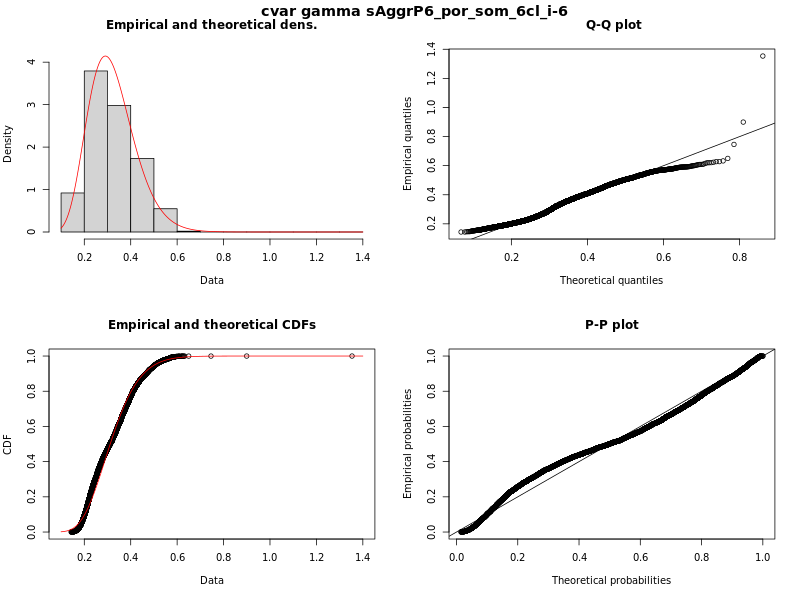 cvar gamma sAggrP6_por_som_6cl_i-6
Empirical and theoretical dens.
Density
0 1 2 3 4
0.2 0.4 0.6 0.8 1.0 1.2 1.4
Data
Q-Q plot
Empirical quantiles
0.2 0.4 0.6 0.8 1.0 1.2 1.4
0.2 0.4 0.6 0.8
Theoretical quantiles
Empirical and theoretical CDFs
CDF
0.0 0.2 0.4 0.6 0.8 1.0
0.2 0.4 0.6 0.8 1.0 1.2 1.4
Data
P-P plot
Empirical probabilities
0.0 0.2 0.4 0.6 0.8 1.0
0.0 0.2 0.4 0.6 0.8 1.0
Theoretical probabilities